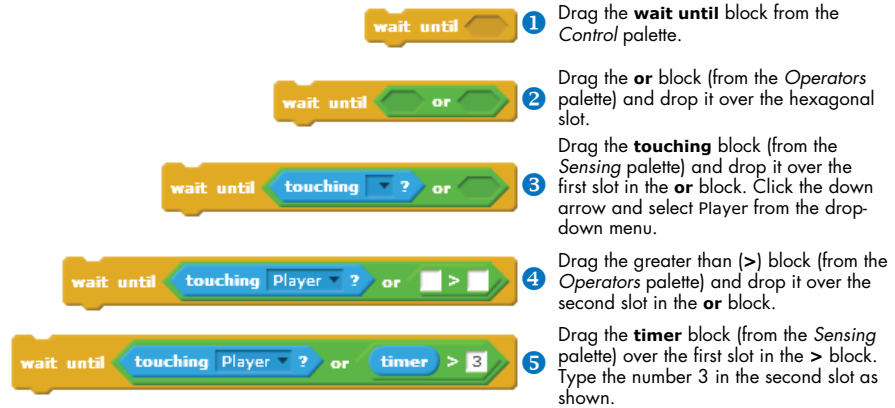 wait until
1 Drag the wait until block from the
Control palette.
wait until or
2 Drag the or block (from the Operators
palette) and drop it over the hexagonal
slot.
wait until touching ? or
3 Drag the touching block (from the
Sensing palette) and drop it over the
first slot in the or block. Click the down
arrow and select Player from the drop-
down menu.
wait until touching Player ? or >
4 Drag the greater than (>) block (from the
Operators palette) and drop it over the
second slot in the or block.
wait until touching Player ? or timer > 3
5 Drag the timer block (from the Sensing
palette) over the first slot in the > block.
Type the number 3 in the second slot as
shown.